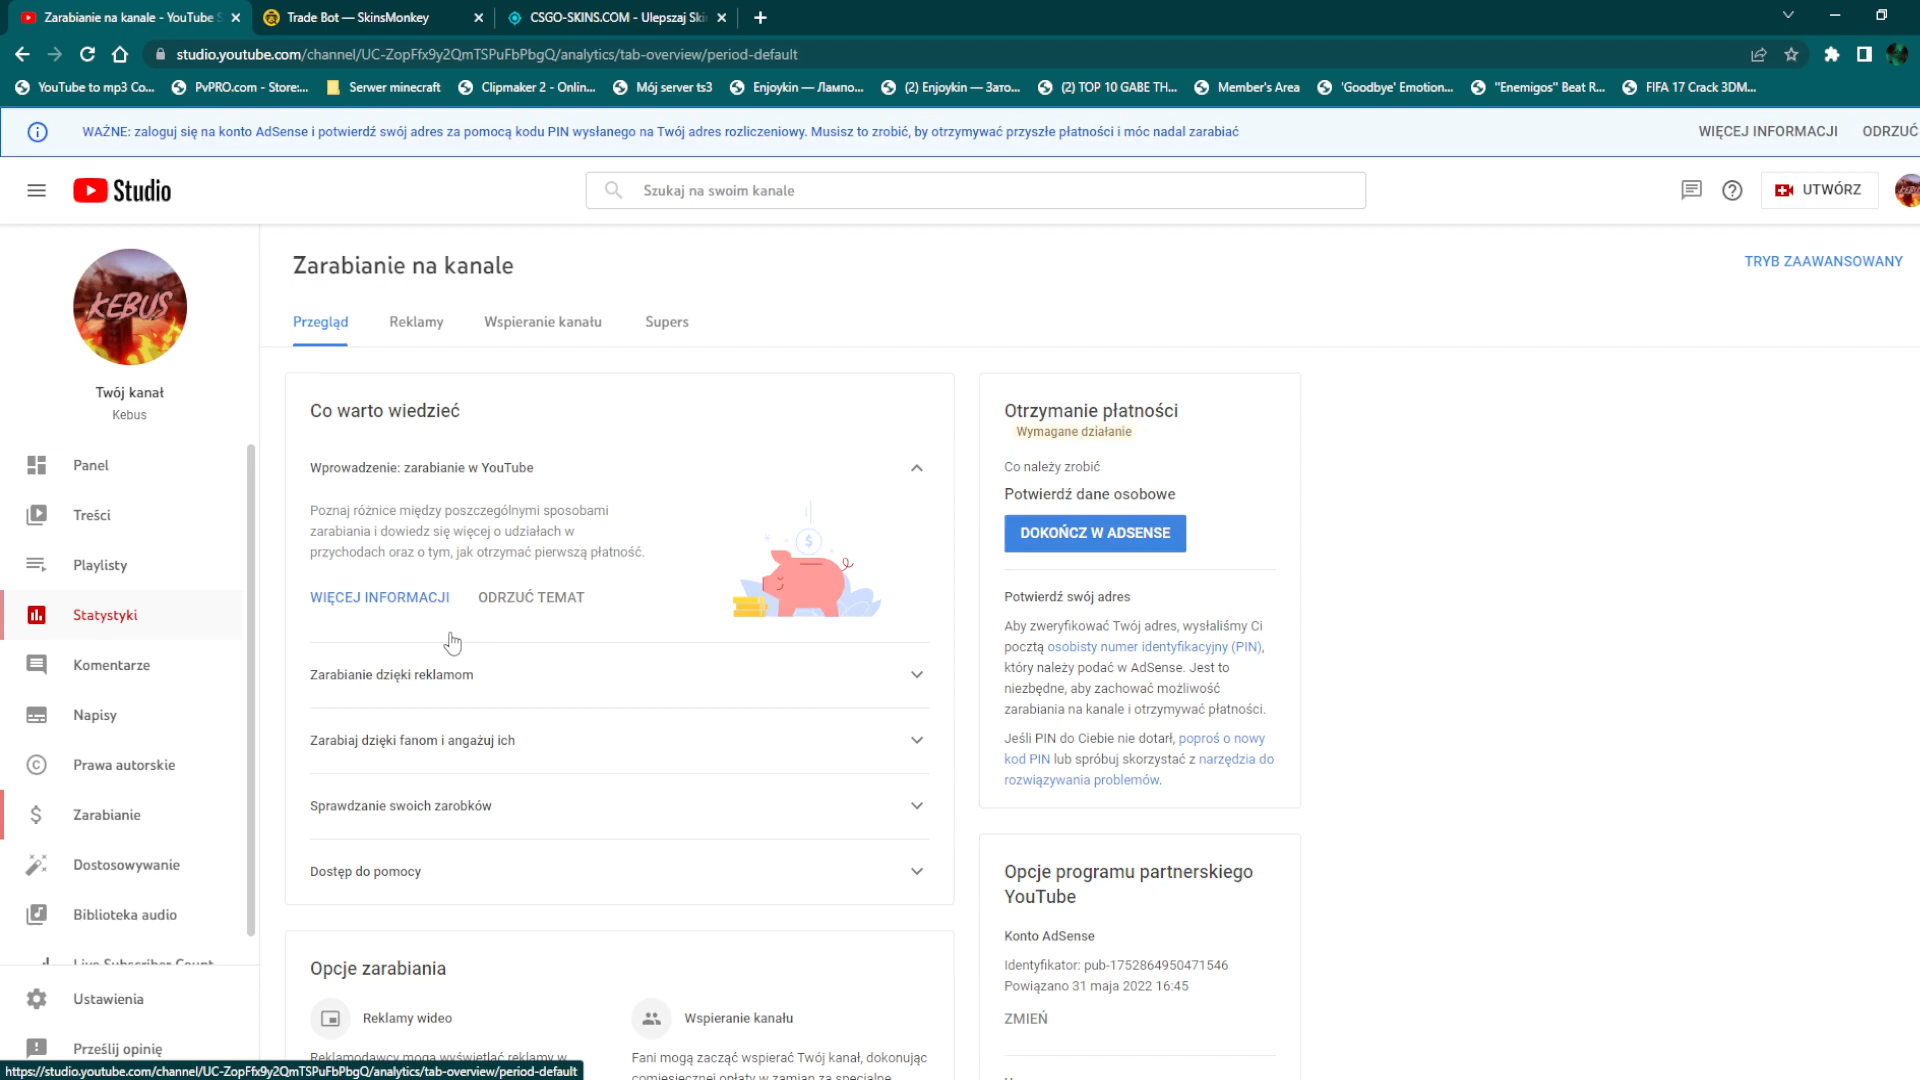 Zarabianie na kanale - YouTube S
Trade Bot — SkinsMonkey
CSGO-SKINS.COM - Ulepszaj Ski
studio.youtube.com/channel/UC-ZopFfx9y2QmTSPuFbPbgQ/analytics/tab-overview/period-default
YouTube to mp3 Co...
PvPRO.com - Store:...
Serwer minecraft
Clipmaker 2 - Onlin...
Mój server ts3
Enjoykin — Лампо...
(2) Enjoykin — Зато...
(2) TOP 10 GABE TH...
Member's Area
'Goodbye' Emotion...
"Enemigos" Beat R...
FIFA 17 Crack 3DM...
WAŻNE: zaloguj się na konto AdSense i potwierdź swój adres za pomocą kodu PIN wysłanego na Twój adres rozliczeniowy. Musisz to zrobić, by otrzymywać przyszłe płatności i móc nadal zarabiać
WIĘCEJ INFORMACJI
ODRZUĆ
Studio
Szukaj na swoim kanale
UTWÓRZ
KEBUS
Twój kanał
Kebus
Panel
Treści
Playlisty
Statystyki
Komentarze
Napisy
Prawa autorskie
Zarabianie
Dostosowywanie
Biblioteka audio
Live Subscriber Count
Ustawienia
Prześlij opinię
Zarabianie na kanale
TRYB ZAAWANSOWANY
Przegląd
Reklamy
Wspieranie kanału
Supers
Co warto wiedzieć
Wprowadzenie: zarabianie w YouTube
Poznaj różnice między poszczególnymi sposobami
zarabiania i dowiedz się więcej o udziałach w
przychodach oraz o tym, jak otrzymać pierwszą płatność.
WIĘCEJ INFORMACJI
ODRZUĆ TEMAT
Zarabianie dzięki reklamom
Zarabiaj dzięki fanom i angażuj ich
Sprawdzanie swoich zarobków
Dostęp do pomocy
Opcje zarabiania
Reklamy wideo
Reklamodawcy mogą wyświetlać reklamy w
Wspieranie kanału
Fani mogą zacząć wspierać Twój kanał, dokonując
comiesięcznej opłaty w zamian za specjalne
Otrzymanie płatności
Wymagane działanie
Co należy zrobić
Potwierdź dane osobowe
DOKOŃCZ W ADSENSE
Potwierdź swój adres
Aby zweryfikować Twój adres, wysłaliśmy Ci
pocztą osobisty numer identyfikacyjny (PIN),
który należy podać w AdSense. Jest to
niezbędne, aby zachować możliwość
zarabiania na kanale i otrzymywać płatności.
Jeśli PIN do Ciebie nie dotarł, poproś o nowy
kod PIN lub spróbuj skorzystać z narzędzia do
rozwiązywania problemów.
Opcje programu partnerskiego
YouTube
Konto AdSense
Identyfikator: pub-1752864950471546
Powiązano 31 maja 2022 16:45
ZMIEŃ
https://studio.youtube.com/channel/UC-ZopFfx9y2QmTSPuFbPbgQ/analytics/tab-overview/period-default